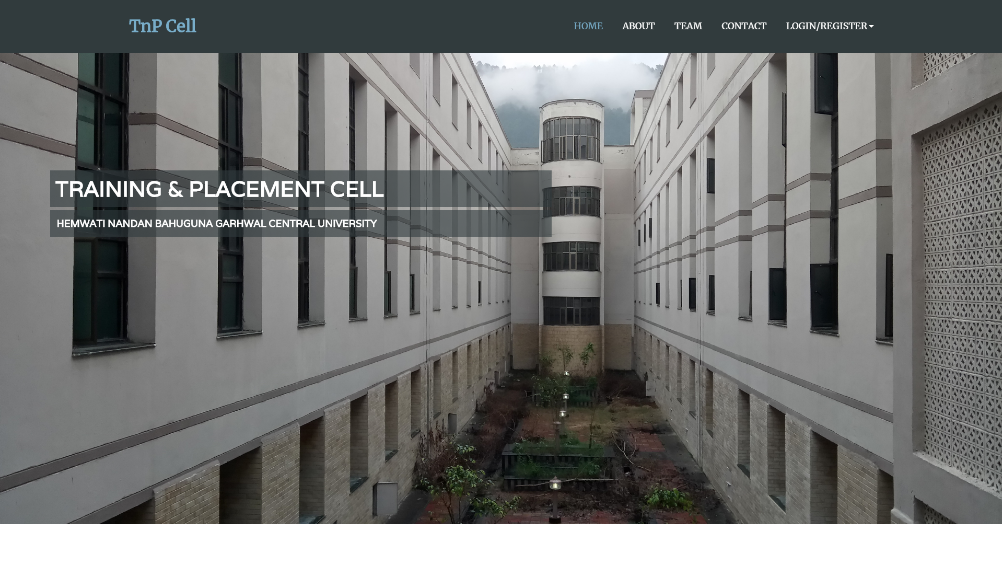 TnP Cell
HOME ABOUT TEAM CONTACT LOGIN/REGISTER
TRAINING & PLACEMENT CELL
HEMWATI NANDAN BAHUGUNA GARHWAL CENTRAL UNIVERSITY